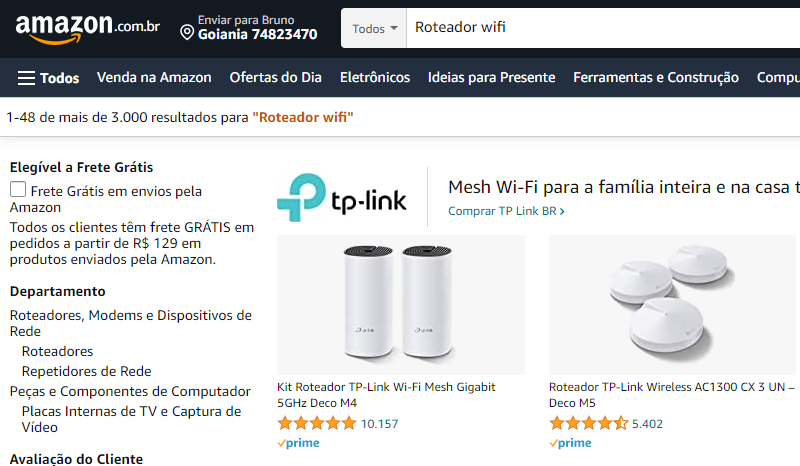 amazon.com.br
Enviar para Bruno
Goiania 74823470
Todos
Roteador wifi
Todos
Venda na Amazon
Ofertas do Dia
Eletrônicos
Ideias para Presente
Ferramentas e Construção
Compu
1-48 de mais de 3.000 resultados para "Roteador wifi"
Elegível a Frete Grátis
Frete Grátis em envios pela
Amazon
Todos os clientes têm frete GRÁTIS em
pedidos a partir de R$ 129 em
produtos enviados pela Amazon.
Departamento
Roteadores, Modems e Dispositivos de
Rede
Roteadores
Repetidores de Rede
Peças e Componentes de Computador
Placas Internas de TV e Captura de
Vídeo
Avaliação do Cliente
tp-link
Mesh Wi-Fi para a família inteira e na casa t
Comprar TP Link BR ›
Kit Roteador TP-Link Wi-Fi Mesh Gigabit
5GHz Deco M4
10.157
prime
Roteador TP-Link Wireless AC1300 CX 3 UN –
Deco M5
5.402
prime